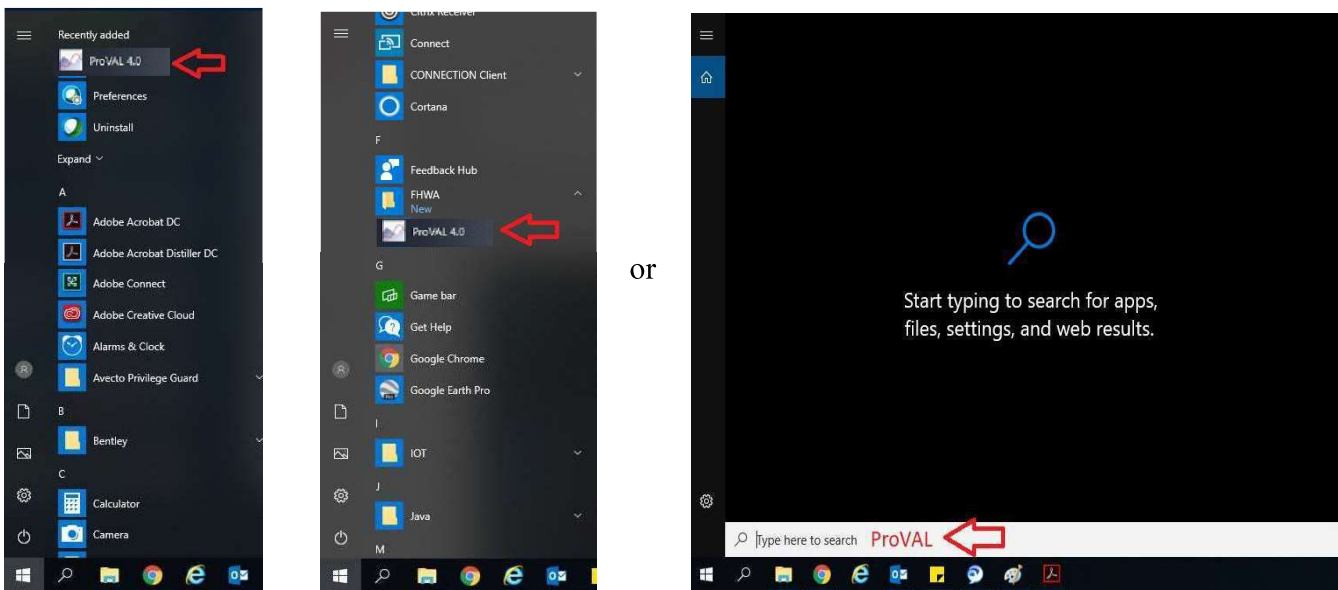 Recently added
ProVAL 4.0
Preferences
Uninstall
Expand
A
Adobe Acrobat DC
Adobe Acrobat Distiller DC
Adobe Connect
Adobe Creative Cloud
Alarms & Clock
Avecto Privilege Guard
B
Bentley
C
Calculator
Camera
Citrix Receiver
Connect
CONNECTION Client
Cortana
F
Feedback Hub
FHWA
New
ProVAL 4.0
G
Game bar
Get Help
Google Chrome
Google Earth Pro
I
IOT
J
Java
M
or
Start typing to search for apps,
files, settings, and web results.
Type here to search ProVAL